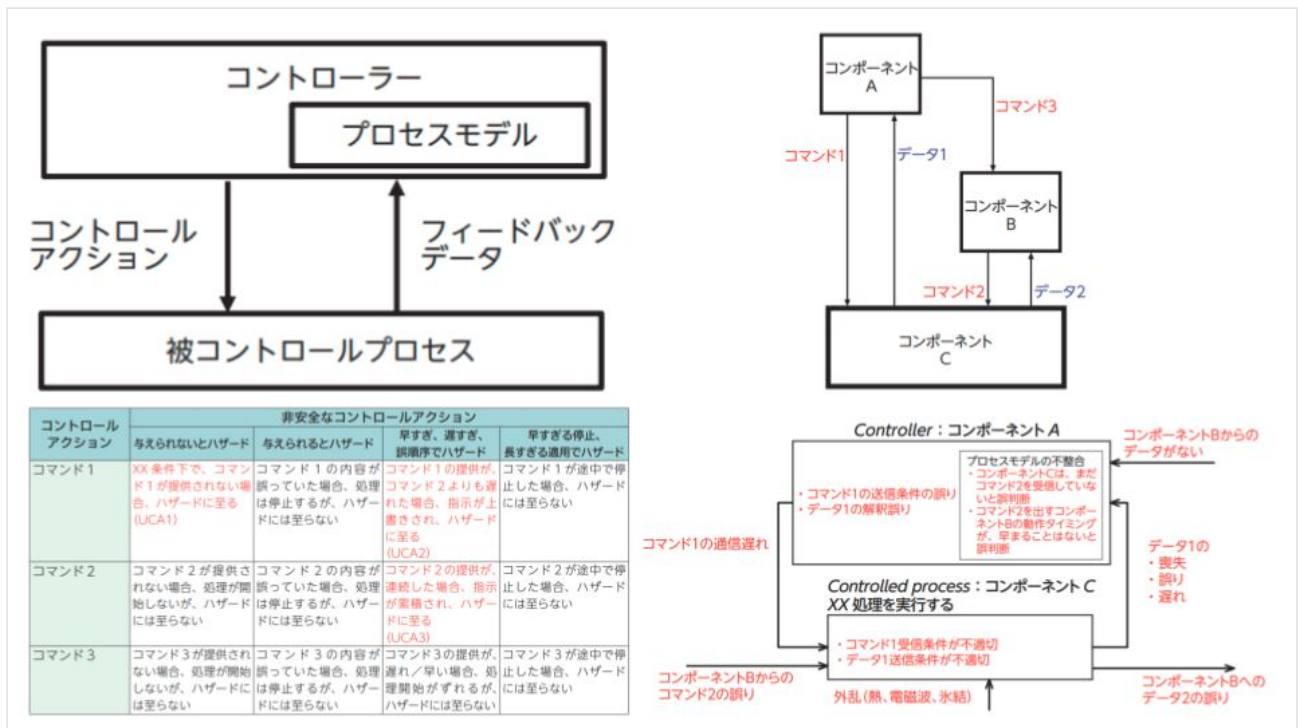 コントローラー
プロセスモデル
コントロール
アクション
フィードバック
データ
被コントロールプロセス
コンポーネント
A
コマンド3
コマンド1
データ1
コンポーネント
B
コマンド2
データ2
コンポーネント
C
コントロール
アクション
非安全なコントロールアクション
与えられないとハザード
与えられるとハザード
早すぎ、遅すぎ、
誤順序でハザード
早すぎる停止、
長すぎる適用でハザード
コマンド1
XX 条件下で、コマン
ド1が提供されない場
合、ハザードに至る
(UCA1)
コマンド1の内容が
誤っていた場合、処理
は停止するが、ハザー
ドには至らない
コマンド1の提供が、
コマンド2よりも遅
れた場合、指示が上
書きされ、ハザード
に至る
(UCA2)
コマンド1が途中で停
止した場合、ハザード
には至らない
コマンド2
コマンド2が提供さ
れない場合、処理が開
始しないが、ハザード
には至らない
コマンド2の内容が
誤っていた場合、処理
は停止するが、ハザー
ドには至らない
コマンド2の提供が、
連続した場合、指示
が累積され、ハザー
ドに至る
(UCA3)
コマンド2が途中で停
止した場合、ハザード
には至らない
コマンド3
コマンド3が提供され
ない場合、処理が開始
しないが、ハザードに
は至らない
コマンド3の内容が
誤っていた場合、処理
は停止するが、ハザー
ドには至らない
コマンド3の提供が、
遅れ／早い場合、処
理開始がずれるが、
ハザードには至らない
コマンド3が途中で停
止した場合、ハザード
には至らない
Controller：コンポーネント A
コンポーネントBからの
データがない
プロセスモデルの不整合
・コンポーネントCは、まだ
コマンド2を受信していな
いと誤判断
・コマンド2を出すコンポー
ネントBの動作タイミング
が、早まることはないと
誤判断
・コマンド1の送信条件の誤り
・データ1の解釈誤り
コマンド1の通信遅れ
データ1の
・喪失
・誤り
・遅れ
Controlled process：コンポーネント C
XX 処理を実行する
・コマンド1受信条件が不適切
・データ1送信条件が不適切
コンポーネントBからの
コマンド2の誤り
外乱(熱、電磁波、氷結)
コンポーネントBへの
データ2の誤り